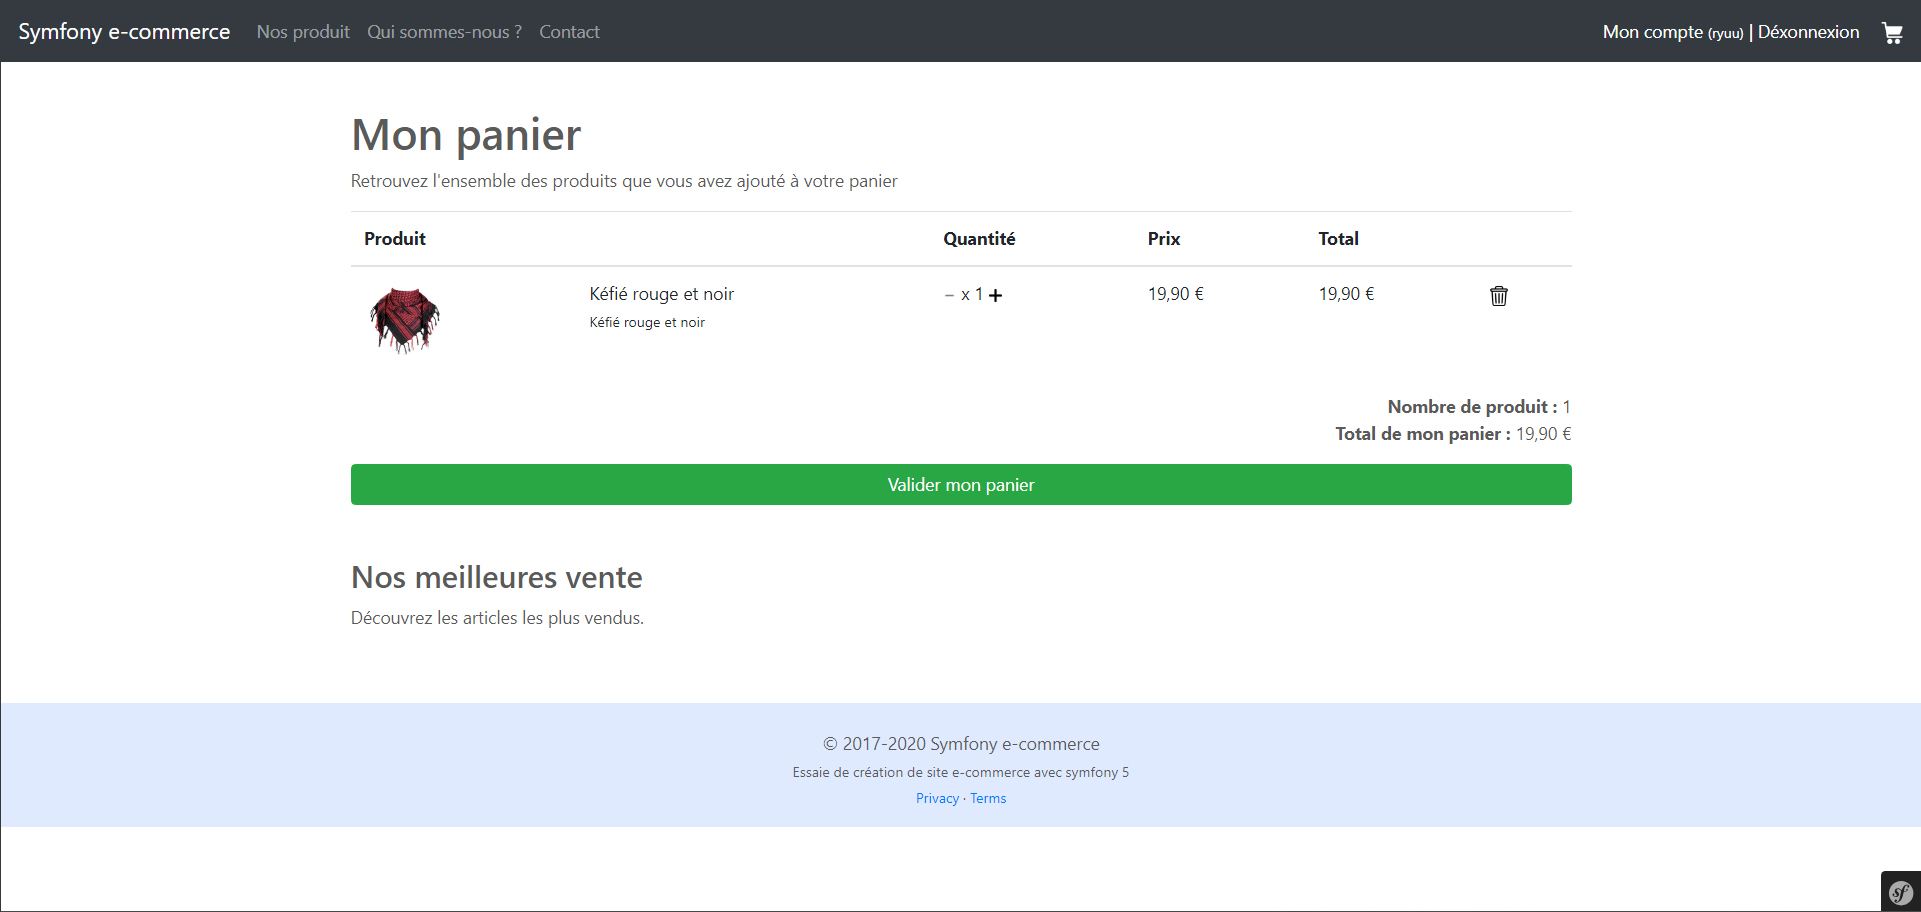 Symfony e-commerce Nos produit Qui sommes-nous ? Contact Mon compte (ryuu) | Déxonnexion
Mon panier
Retrouvez l'ensemble des produits que vous avez ajouté à votre panier
Produit Quantité Prix Total
Kéfié rouge et noir − x 1 + 19,90 € 19,90 €
Kéfié rouge et noir
Nombre de produit : 1
Total de mon panier : 19,90 €
Valider mon panier
Nos meilleures vente
Découvrez les articles les plus vendus.
© 2017-2020 Symfony e-commerce
Essaie de création de site e-commerce avec symfony 5
Privacy · Terms
sf